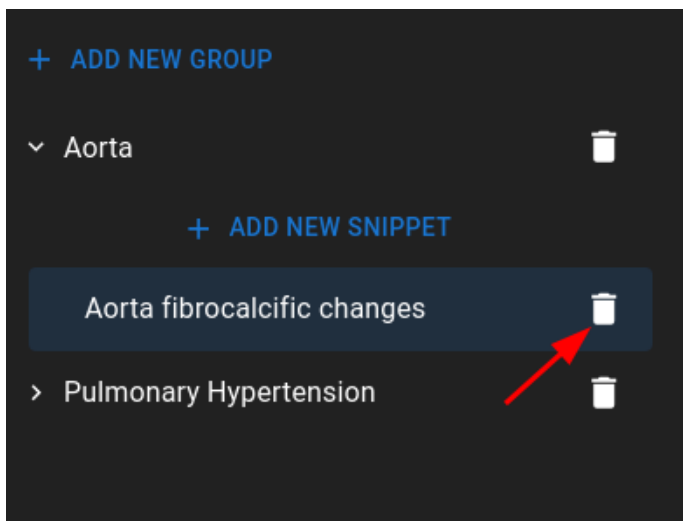 + ADD NEW GROUP
Aorta
+ ADD NEW SNIPPET
Aorta fibrocalcific changes
Pulmonary Hypertension